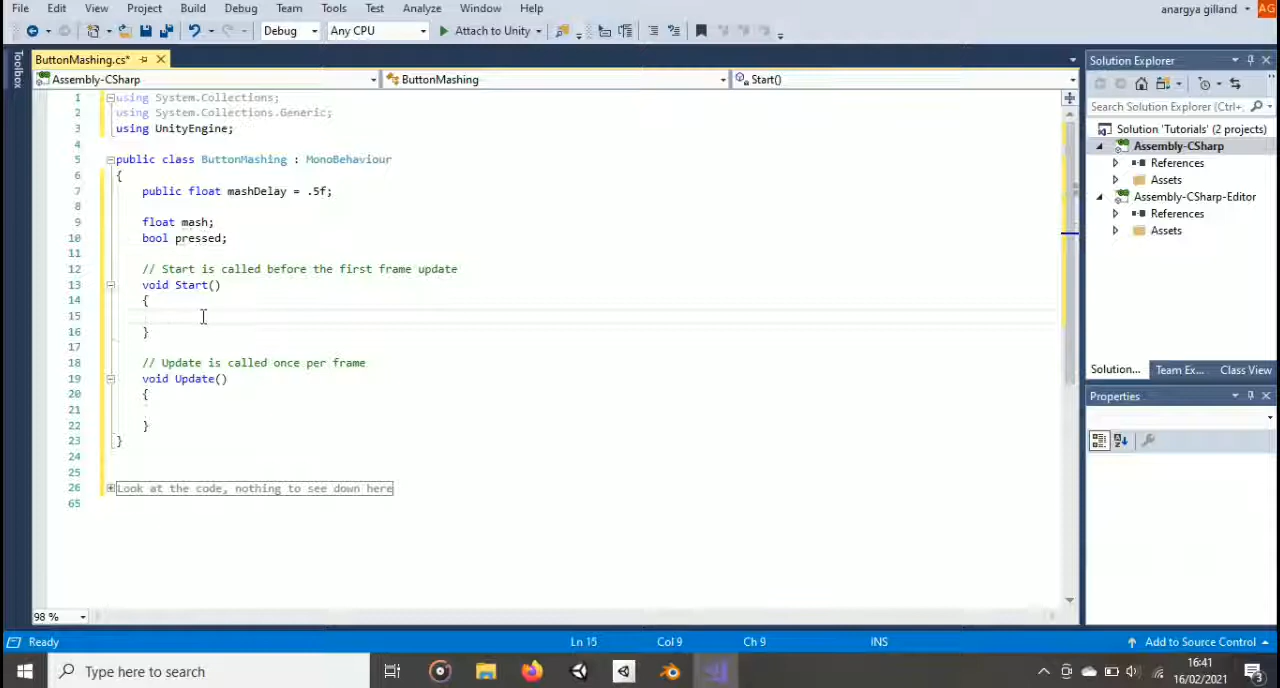 File Edit View Project Build Debug Team Tools Test Analyze Window Help anargya gilland AG
Debug Any CPU Attach to Unity
Toolbox
ButtonMashing.cs*
Assembly-CSharp ButtonMashing Start()
1 using System.Collections;
2 using System.Collections.Generic;
3 using UnityEngine;
4
5 public class ButtonMashing : MonoBehaviour
6 {
7 public float mashDelay = .5f;
8
9 float mash;
10 bool pressed;
11
12 // Start is called before the first frame update
13 void Start()
14 {
15
16 }
17
18 // Update is called once per frame
19 void Update()
20 {
21
22 }
23 }
24
25
26 Look at the code, nothing to see down here
65
98 %
Solution Explorer
Search Solution Explorer (Ctrl+
Solution 'Tutorials' (2 projects)
Assembly-CSharp
References
Assets
Assembly-CSharp-Editor
References
Assets
Solution... Team Ex... Class View
Properties
Ready Ln 15 Col 9 Ch 9 INS Add to Source Control
Type here to search
16:41
16/02/2021
3